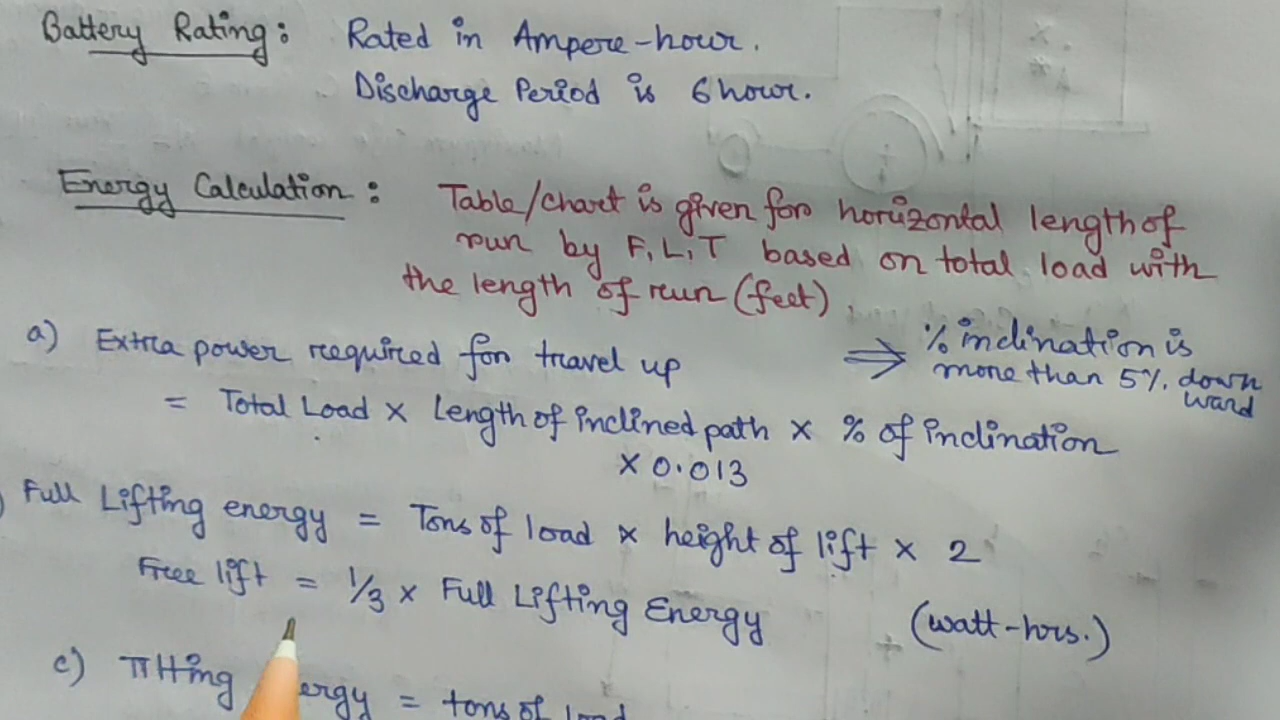 Battery Rating: Rated in Ampere-hour.
Discharge Period is 6 hour.
Energy Calculation: Table/chart is given for horizontal length of
run by F.L.T based on total load with
the length of run (feet).
a) Extra power required for travel up
⇒ % inclination is
more than 5%. down
ward
= Total Load × Length of inclined path × % of inclination
× 0.013
) Full Lifting energy = Tons of load × height of lift × 2
Free lift = 1/3 × Full Lifting Energy (watt-hrs.)
c) Tilting ergy = tons of load